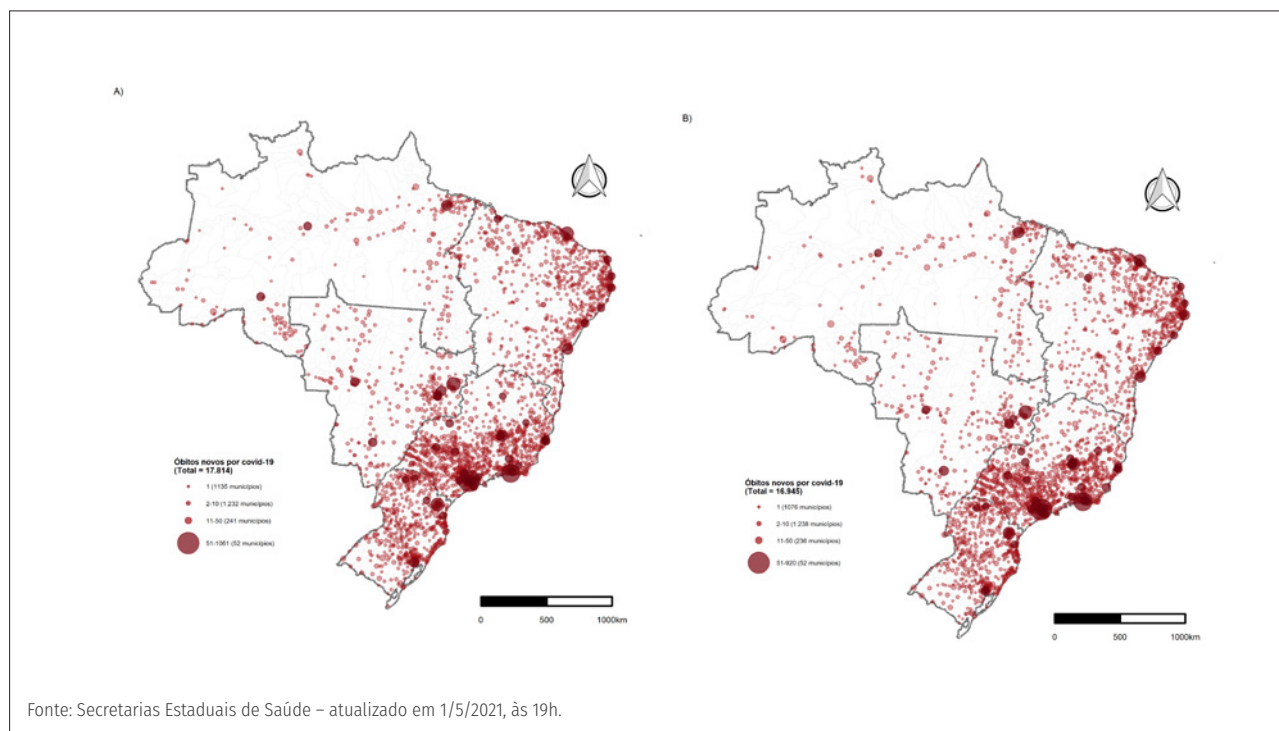 A)
Óbitos novos por covid-19
(Total = 17.814)
1 (1135 municípios)
2-10 (1.232 municípios)
11-50 (241 municípios)
51-1061 (52 municípios)
0 500 1000km
B)
Óbitos novos por covid-19
(Total = 16.945)
1 (1076 municípios)
2-10 (1.238 municípios)
11-50 (236 municípios)
51-920 (52 municípios)
0 500 1000km
Fonte: Secretarias Estaduais de Saúde – atualizado em 1/5/2021, às 19h.